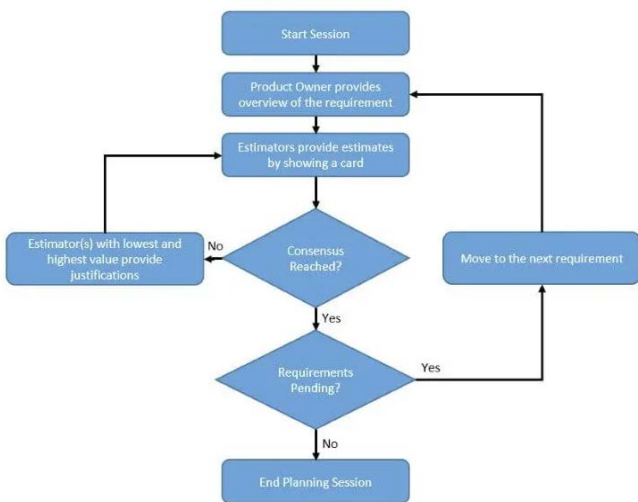 Start Session
Product Owner provides
overview of the requirement
Estimators provide estimates
by showing a card
Estimator(s) with lowest and
highest value provide
justifications
No
Consensus
Reached?
Move to the next requirement
Yes
Requirements
Pending?
Yes
No
End Planning Session